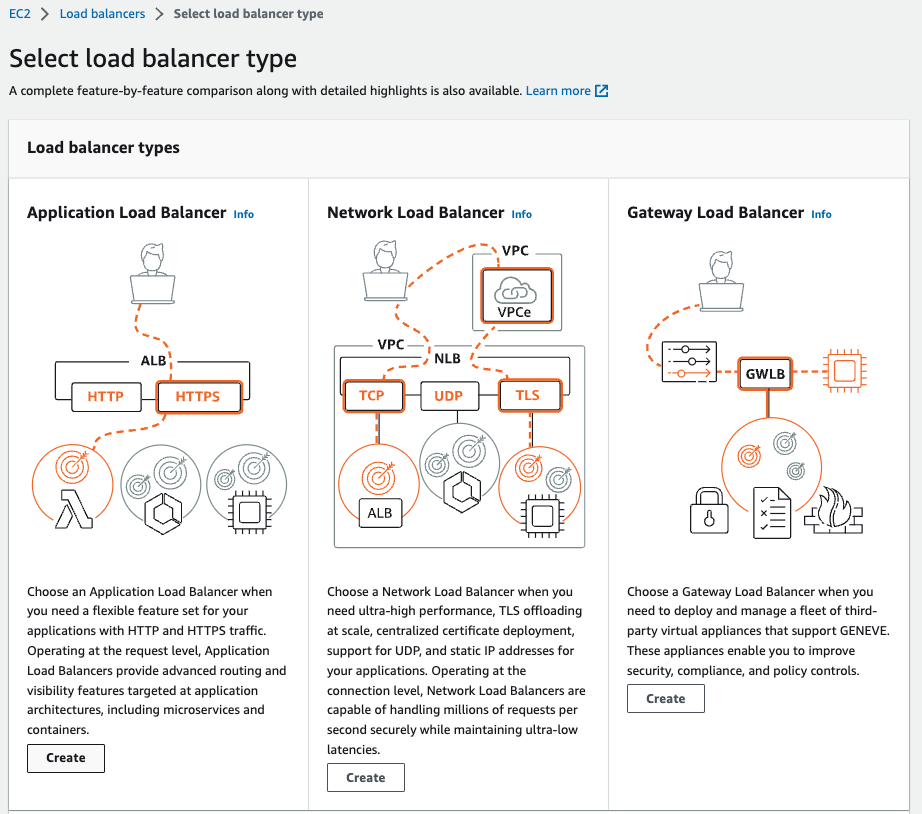 EC2 > Load balancers > Select load balancer type
Select load balancer type
A complete feature-by-feature comparison along with detailed highlights is also available. Learn more
Load balancer types
Application Load Balancer Info
ALB
HTTP
HTTPS
Choose an Application Load Balancer when
you need a flexible feature set for your
applications with HTTP and HTTPS traffic.
Operating at the request level, Application
Load Balancers provide advanced routing and
visibility features targeted at application
architectures, including microservices and
containers.
Create
Network Load Balancer Info
VPC
VPCe
VPC
NLB
TCP
UDP
TLS
ALB
Choose a Network Load Balancer when you
need ultra-high performance, TLS offloading
at scale, centralized certificate deployment,
support for UDP, and static IP addresses for
your applications. Operating at the
connection level, Network Load Balancers are
capable of handling millions of requests per
second securely while maintaining ultra-low
latencies.
Create
Gateway Load Balancer Info
GWLB
Choose a Gateway Load Balancer when you
need to deploy and manage a fleet of third-
party virtual appliances that support GENEVE.
These appliances enable you to improve
security, compliance, and policy controls.
Create